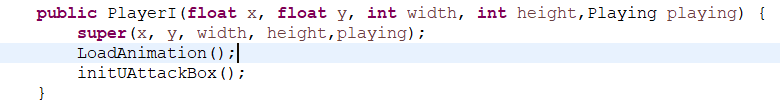 public PlayerI(float x, float y, int width, int height,Playing playing) {
super(x, y, width, height,playing);
LoadAnimation();
initUAttackBox();
}